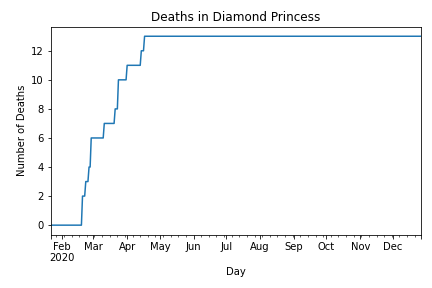 Deaths in Diamond Princess
Number of Deaths
12
10
8
6
4
2
0
Feb Mar Apr May Jun Jul Aug Sep Oct Nov Dec
2020
Day